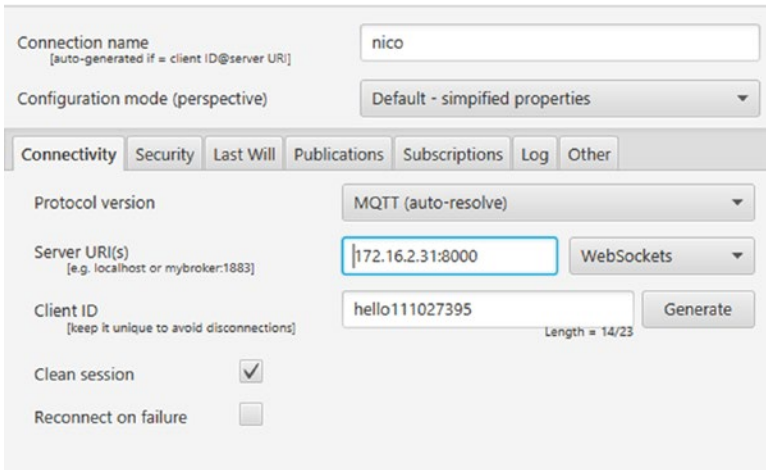 Connection name
nico
[auto-generated if = client ID@server URI]
Configuration mode (perspective)
Default - simpified properties
Connectivity Security Last Will Publications Subscriptions Log Other
Protocol version
MQTT (auto-resolve)
Server URI(s)
172.16.2.31:8000
WebSockets
[e.g. localhost or mybroker:1883]
Client ID
hello111027395
Generate
[keep it unique to avoid disconnections]
Length = 14/23
Clean session
Reconnect on failure